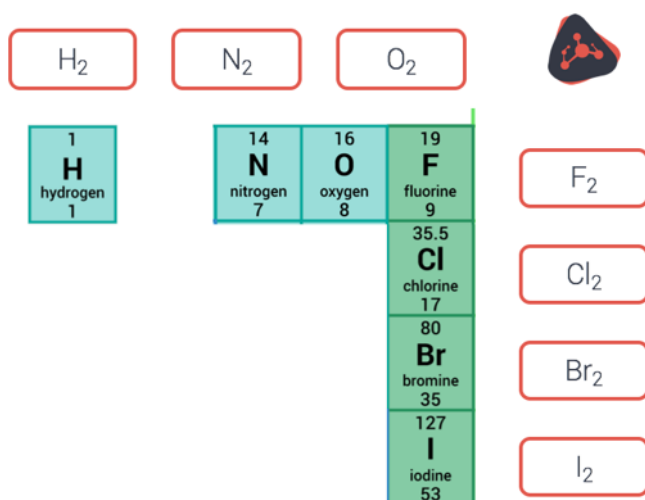 H₂ N₂ O₂
1 14 16 19
H N O F
hydrogen nitrogen oxygen fluorine
1 7 8 9
F₂
35.5
Cl
chlorine
17
Cl₂
80
Br
bromine
35
Br₂
127
I
iodine
53
I₂